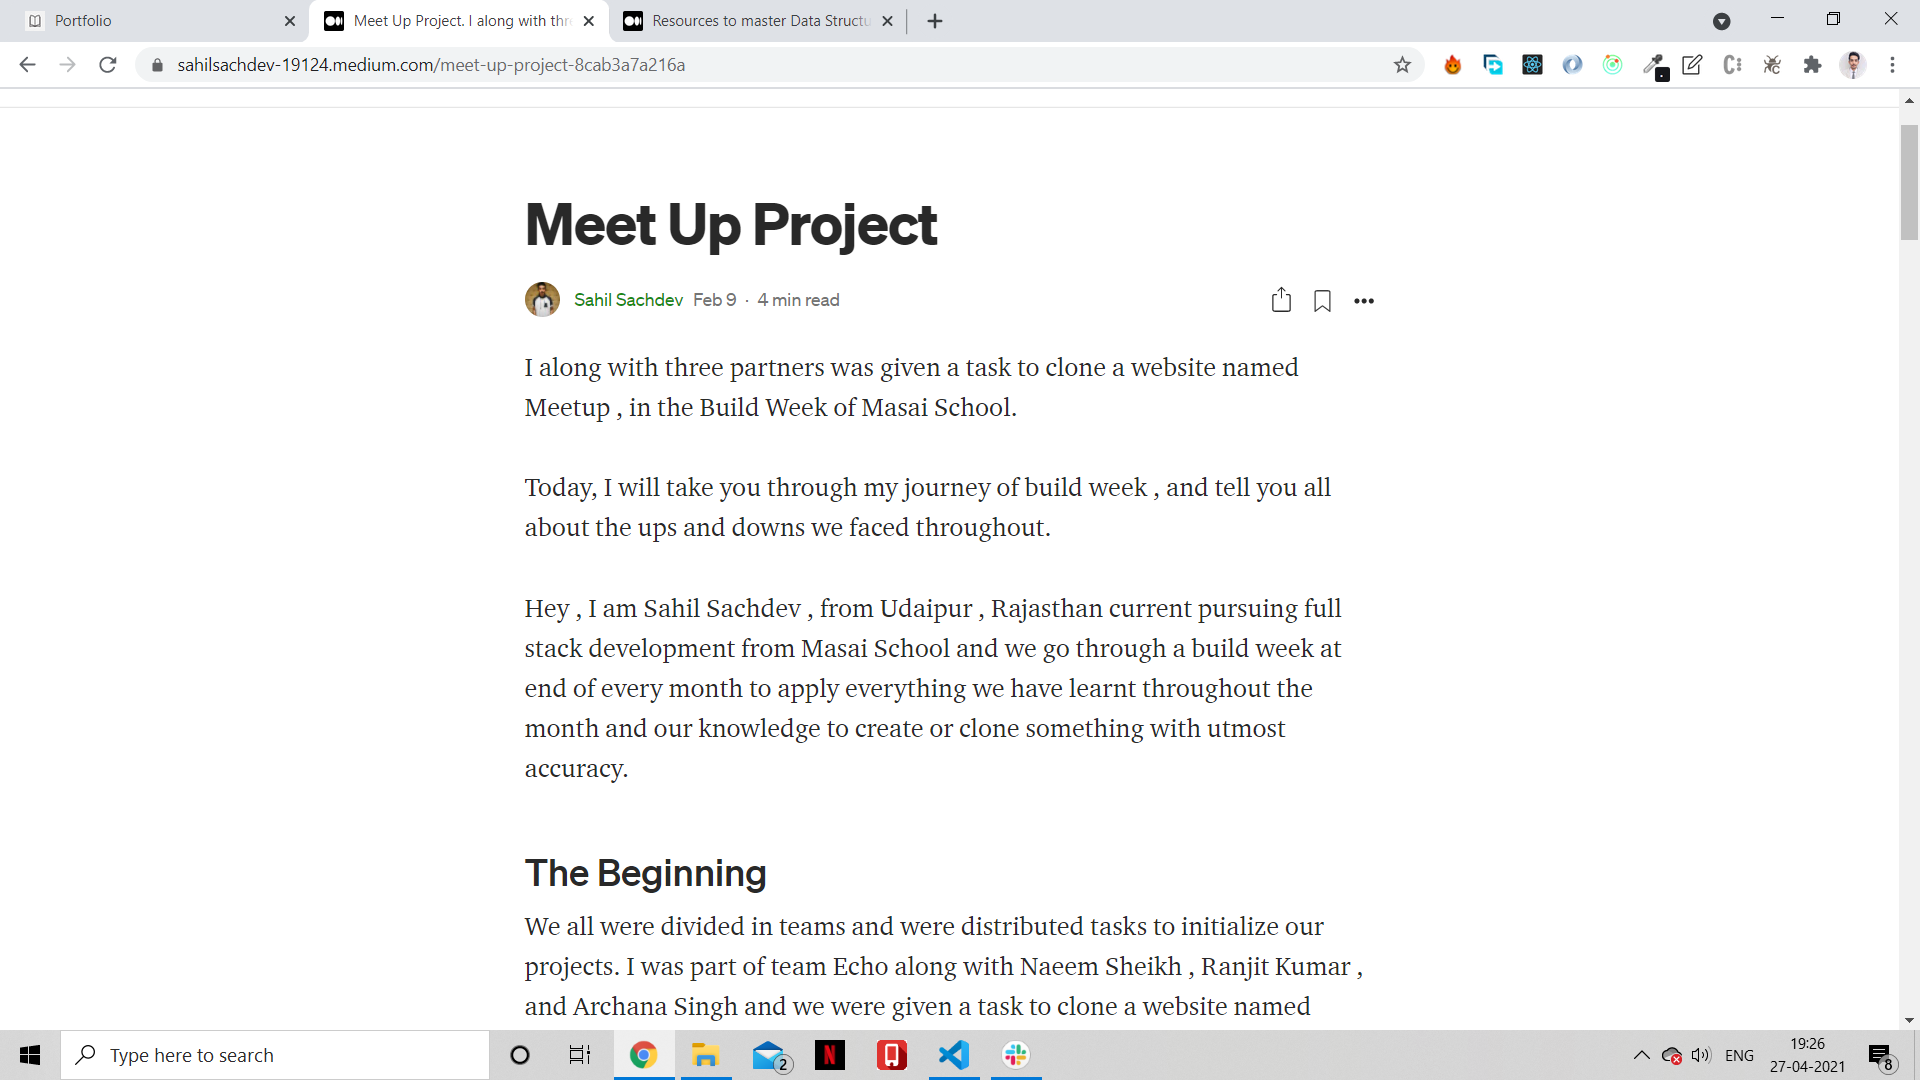 Portfolio
Meet Up Project. I along with thr
Resources to master Data Structu
sahilsachdev-19124.medium.com/meet-up-project-8cab3a7a216a
Meet Up Project
Sahil Sachdev Feb 9 · 4 min read
I along with three partners was given a task to clone a website named
Meetup , in the Build Week of Masai School.
Today, I will take you through my journey of build week , and tell you all
about the ups and downs we faced throughout.
Hey , I am Sahil Sachdev , from Udaipur , Rajasthan current pursuing full
stack development from Masai School and we go through a build week at
end of every month to apply everything we have learnt throughout the
month and our knowledge to create or clone something with utmost
accuracy.
The Beginning
We all were divided in teams and were distributed tasks to initialize our
projects. I was part of team Echo along with Naeem Sheikh , Ranjit Kumar ,
and Archana Singh and we were given a task to clone a website named
Type here to search
2
N
ENG
19:26
27-04-2021
8